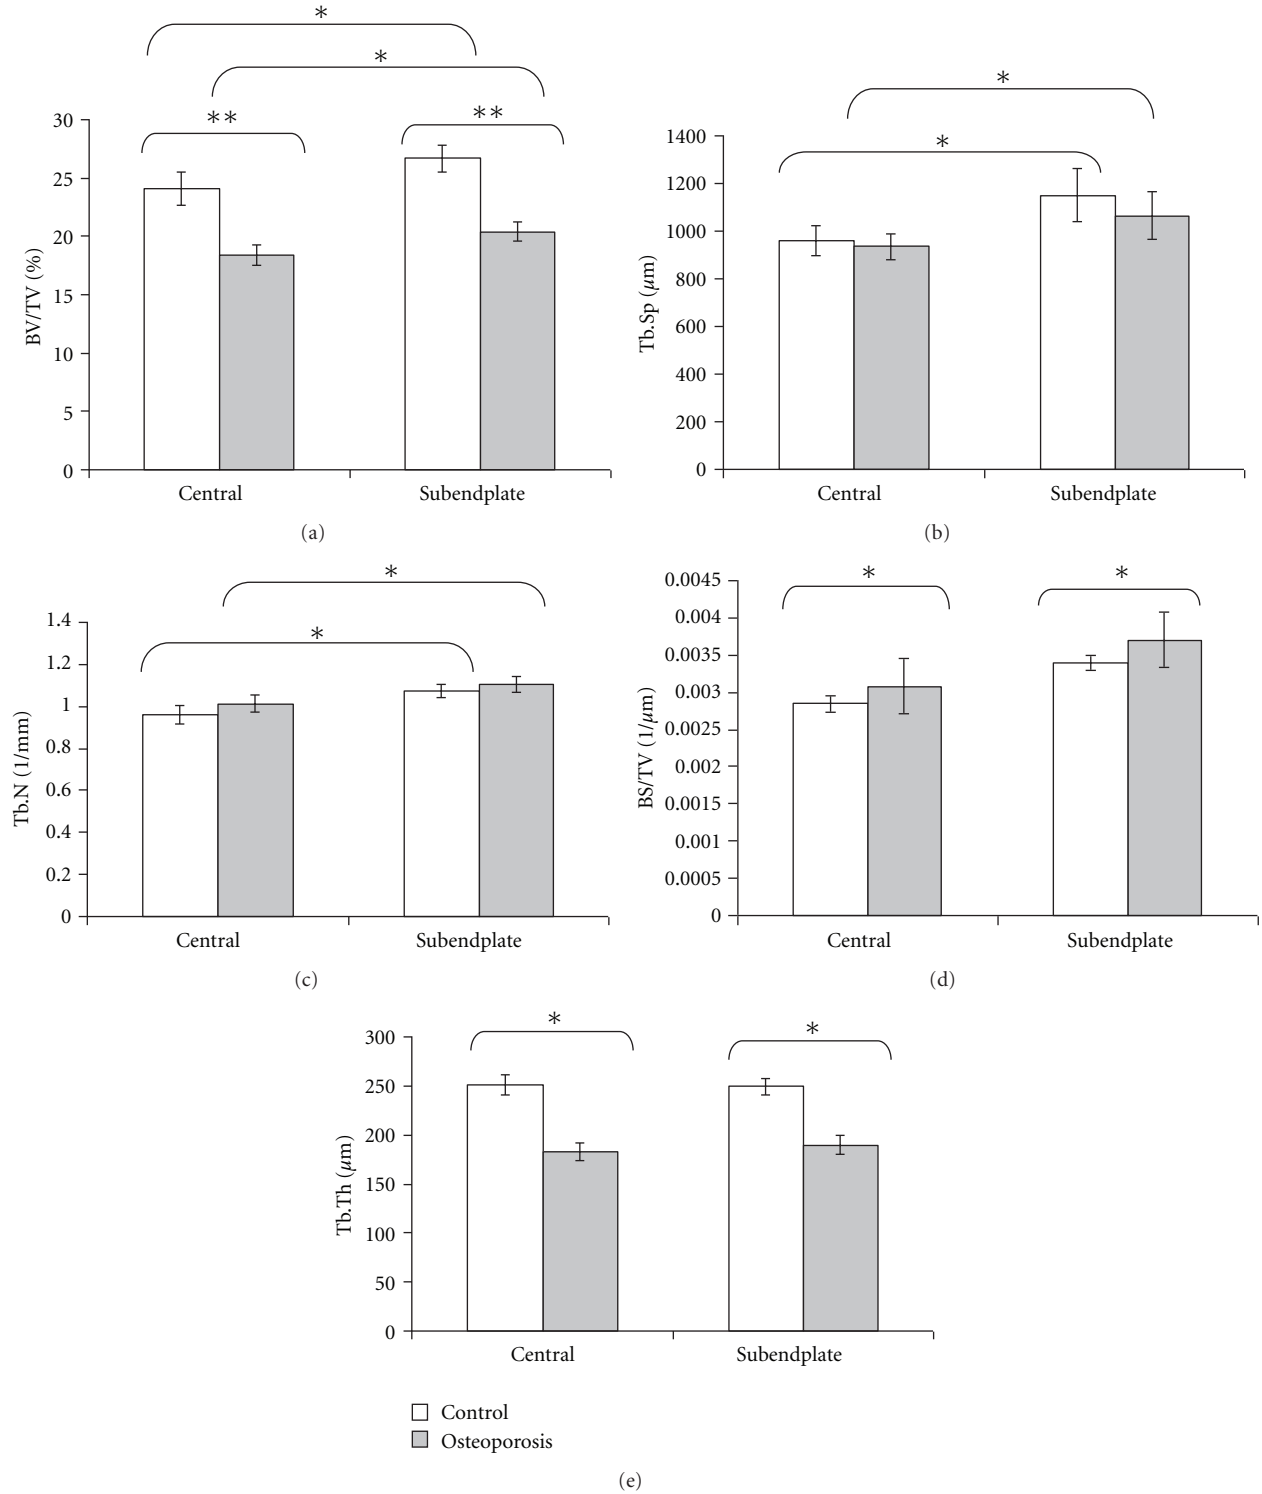 *
*
**
**
30
25
20
15
10
5
0
BV/TV (%)
Central
Subendplate
(a)
*
*
1400
1200
1000
800
600
400
200
0
Tb.Sp (µm)
Central
Subendplate
(b)
*
*
1.4
1.2
1
0.8
0.6
0.4
0.2
0
Tb.N (1/mm)
Central
Subendplate
(c)
*
*
0.0045
0.004
0.0035
0.003
0.0025
0.002
0.0015
0.001
0.0005
0
BS/TV (1/µm)
Central
Subendplate
(d)
*
*
300
250
200
150
100
50
0
Tb.Th (µm)
Central
Subendplate
Control
Osteoporosis
(e)